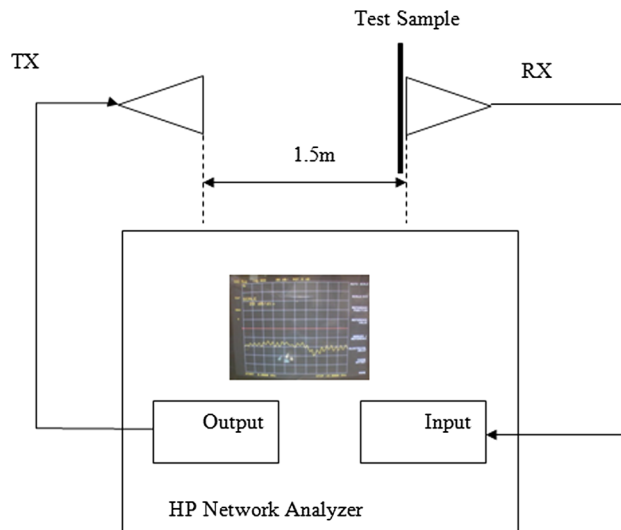 Test Sample
TX
RX
1.5m
Output
Input
HP Network Analyzer